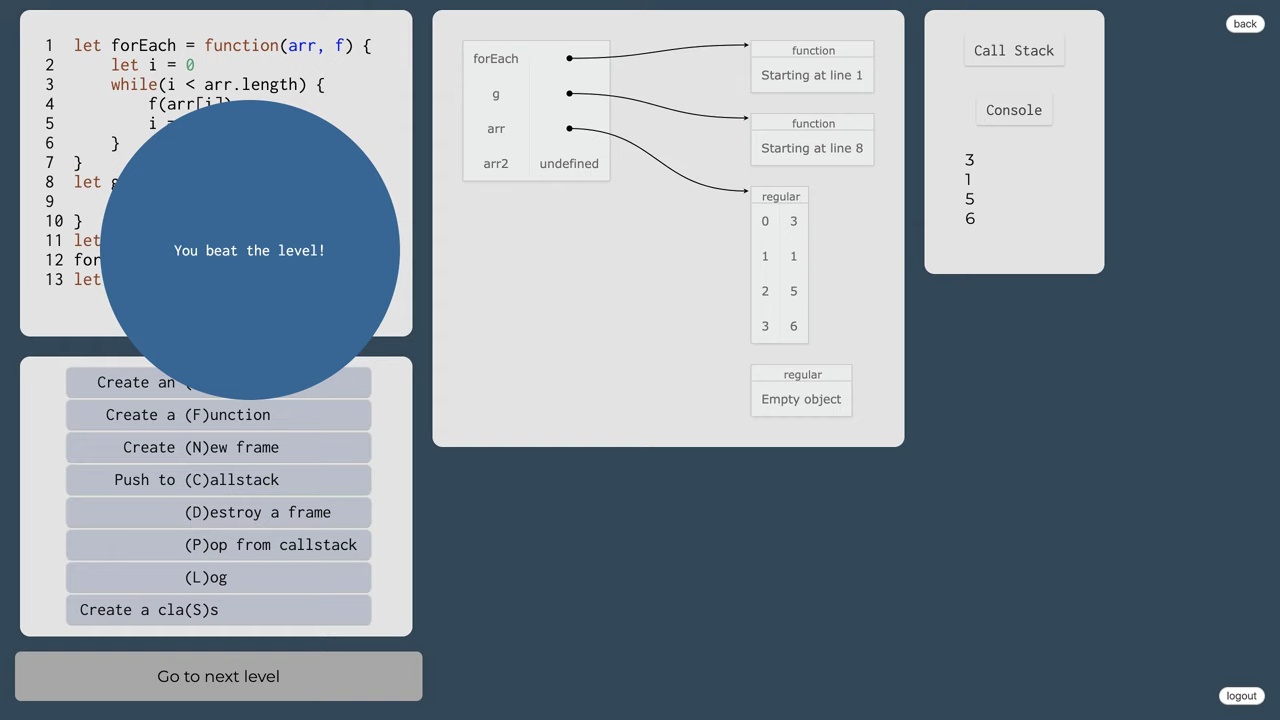 1 let forEach = function(arr, f) {
2 let i = 0
3 while(i < arr.length) {
4 f(arr[i])
5 i =
6 }
7 }
8 let g
9
10 }
11 let
12 for
13 let
You beat the level!
Create an (
Create a (F)unction
Create (N)ew frame
Push to (C)allstack
(D)estroy a frame
(P)op from callstack
(L)og
Create a cla(S)s
Go to next level
forEach
g
arr
arr2 undefined
function
Starting at line 1
function
Starting at line 8
regular
0 3
1 1
2 5
3 6
regular
Empty object
Call Stack
Console
3
1
5
6
back
logout